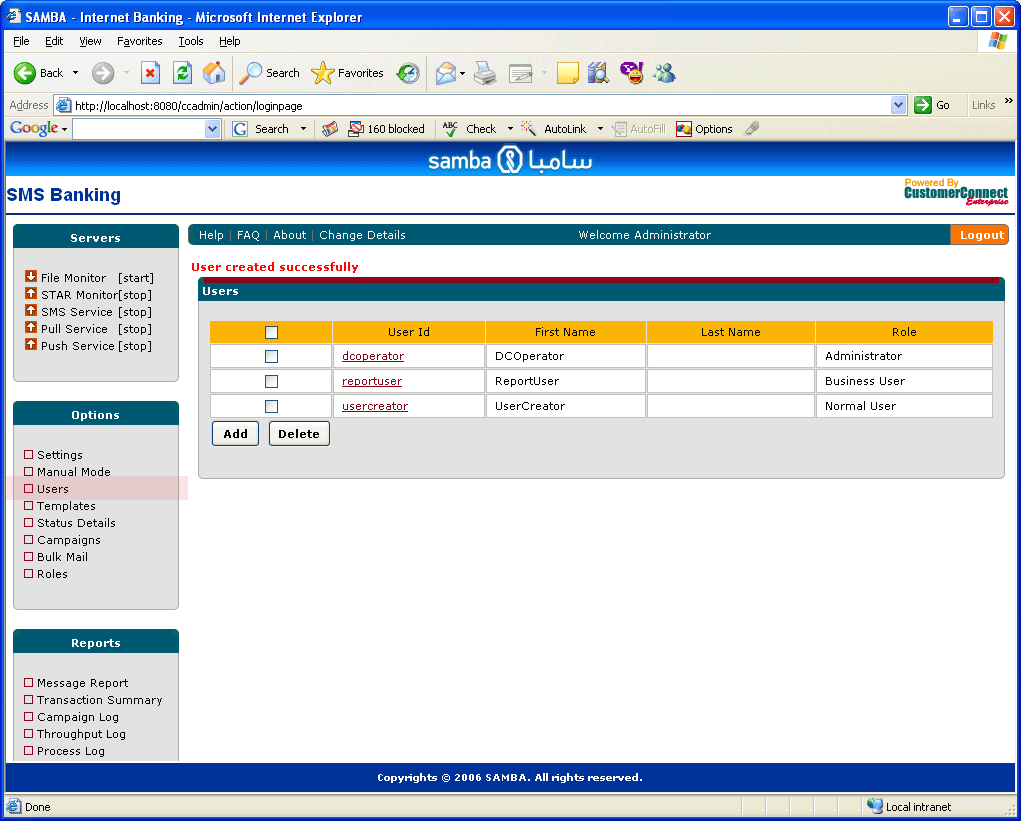 SAMBA - Internet Banking - Microsoft Internet Explorer
File Edit View Favorites Tools Help
Back Search Favorites
Address http://localhost:8080/ccadmin/action/loginpage Go Links »
Google Search 160 blocked ABC Check AutoLink AutoFill Options
samba سامبا
SMS Banking
Powered By
CustomerConnect
Enterprise
Servers
File Monitor [start]
STAR Monitor[stop]
SMS Service [stop]
Pull Service [stop]
Push Service [stop]
Options
Settings
Manual Mode
Users
Templates
Status Details
Campaigns
Bulk Mail
Roles
Reports
Message Report
Transaction Summary
Campaign Log
Throughput Log
Process Log
Help | FAQ | About | Change Details Welcome Administrator Logout
User created successfully
Users
User Id First Name Last Name Role
dcoperator DCOperator Administrator
reportuser ReportUser Business User
usercreator UserCreator Normal User
Add Delete
Copyrights © 2006 SAMBA. All rights reserved.
Done Local intranet